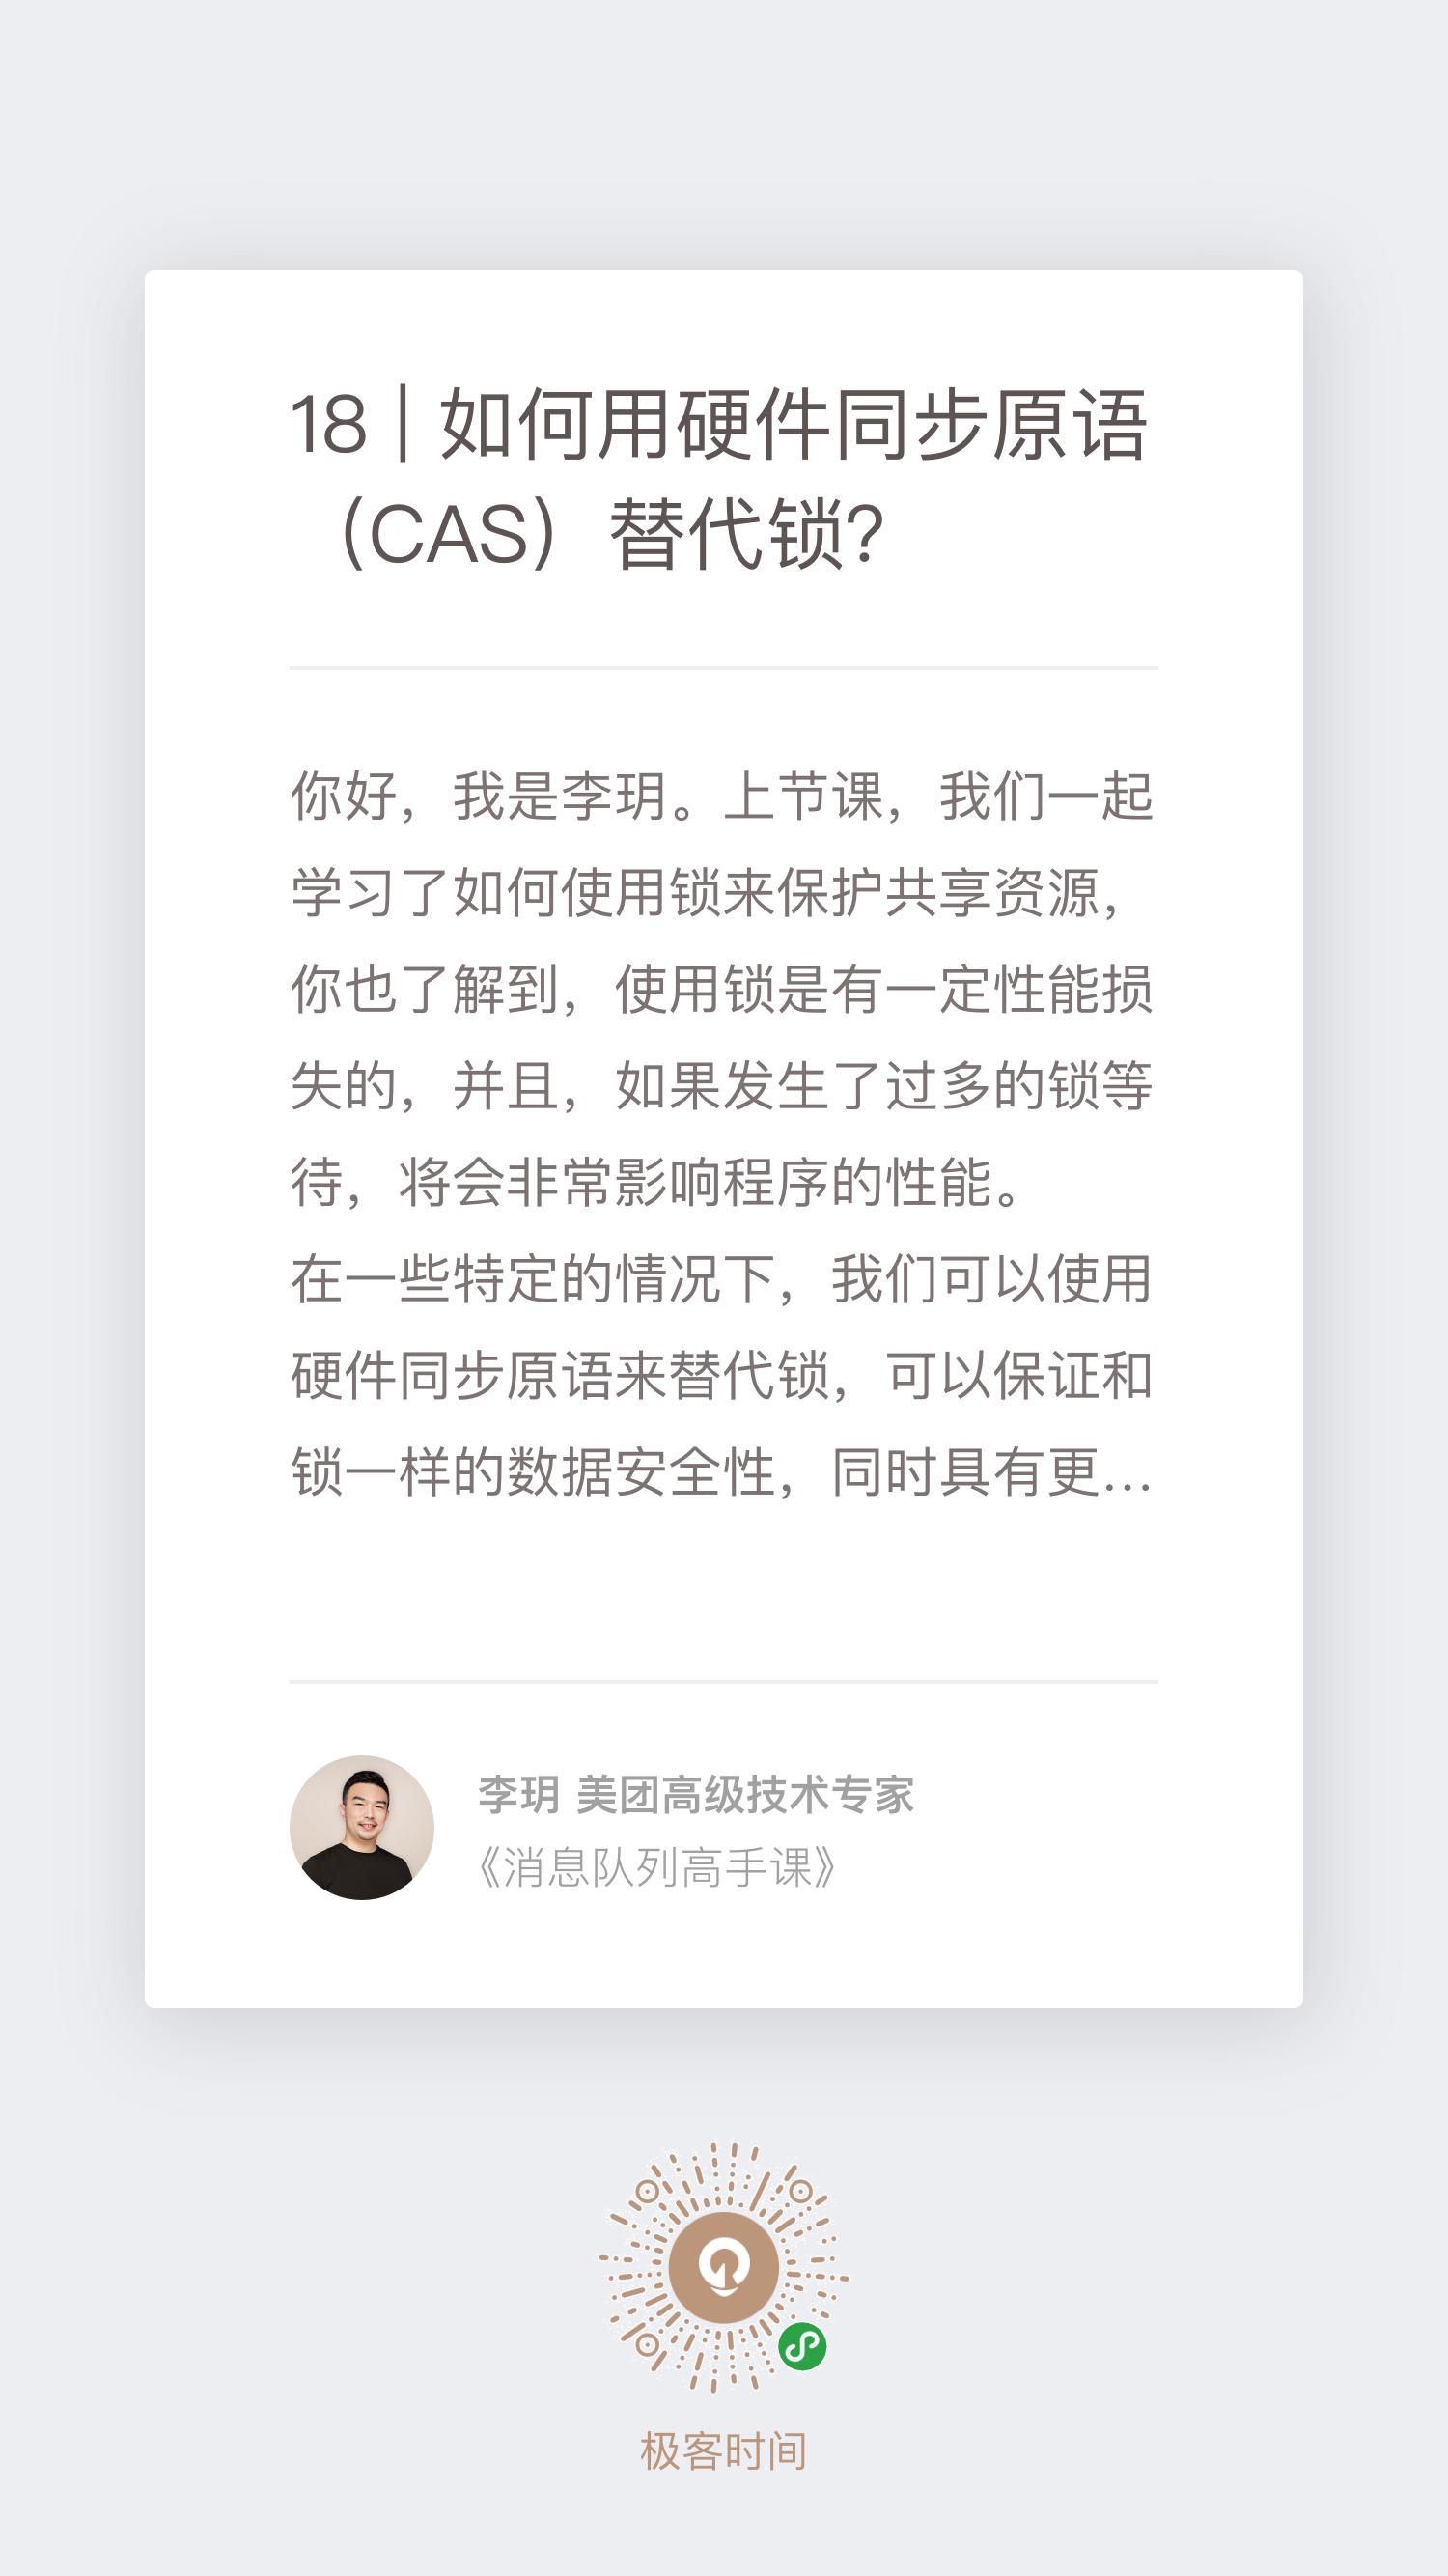 18 | 如何用硬件同步原语
（CAS）替代锁？
你好，我是李玥。上节课，我们一起
学习了如何使用锁来保护共享资源，
你也了解到，使用锁是有一定性能损
失的，并且，如果发生了过多的锁等
待，将会非常影响程序的性能。
在一些特定的情况下，我们可以使用
硬件同步原语来替代锁，可以保证和
锁一样的数据安全性，同时具有更...
李玥 美团高级技术专家
《消息队列高手课》
极客时间